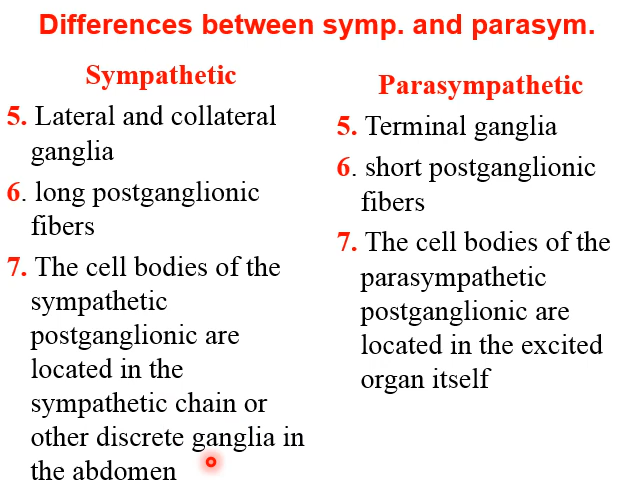 Differences between symp. and parasym.
Sympathetic
5. Lateral and collateral
ganglia
6. long postganglionic
fibers
7. The cell bodies of the
sympathetic
postganglionic are
located in the
sympathetic chain or
other discrete ganglia in
the abdomen
Parasympathetic
5. Terminal ganglia
6. short postganglionic
fibers
7. The cell bodies of the
parasympathetic
postganglionic are
located in the excited
organ itself